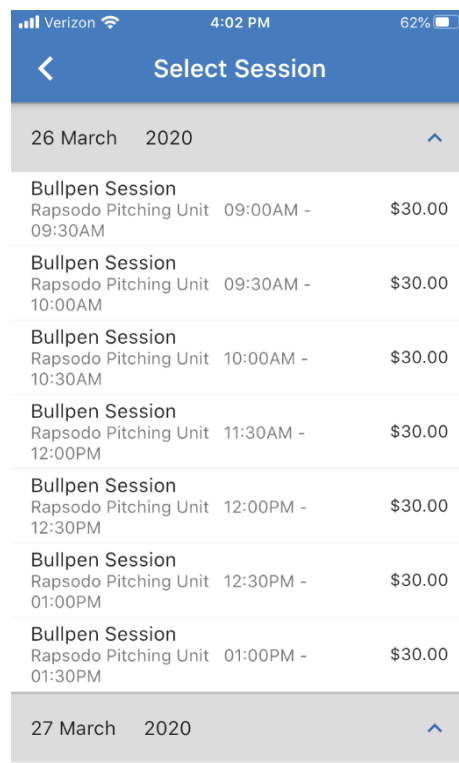 Verizon 4:02 PM 62%
Select Session
26 March 2020
Bullpen Session
Rapsodo Pitching Unit 09:00AM - $30.00
09:30AM
Bullpen Session
Rapsodo Pitching Unit 09:30AM - $30.00
10:00AM
Bullpen Session
Rapsodo Pitching Unit 10:00AM - $30.00
10:30AM
Bullpen Session
Rapsodo Pitching Unit 11:30AM - $30.00
12:00PM
Bullpen Session
Rapsodo Pitching Unit 12:00PM - $30.00
12:30PM
Bullpen Session
Rapsodo Pitching Unit 12:30PM - $30.00
01:00PM
Bullpen Session
Rapsodo Pitching Unit 01:00PM - $30.00
01:30PM
27 March 2020